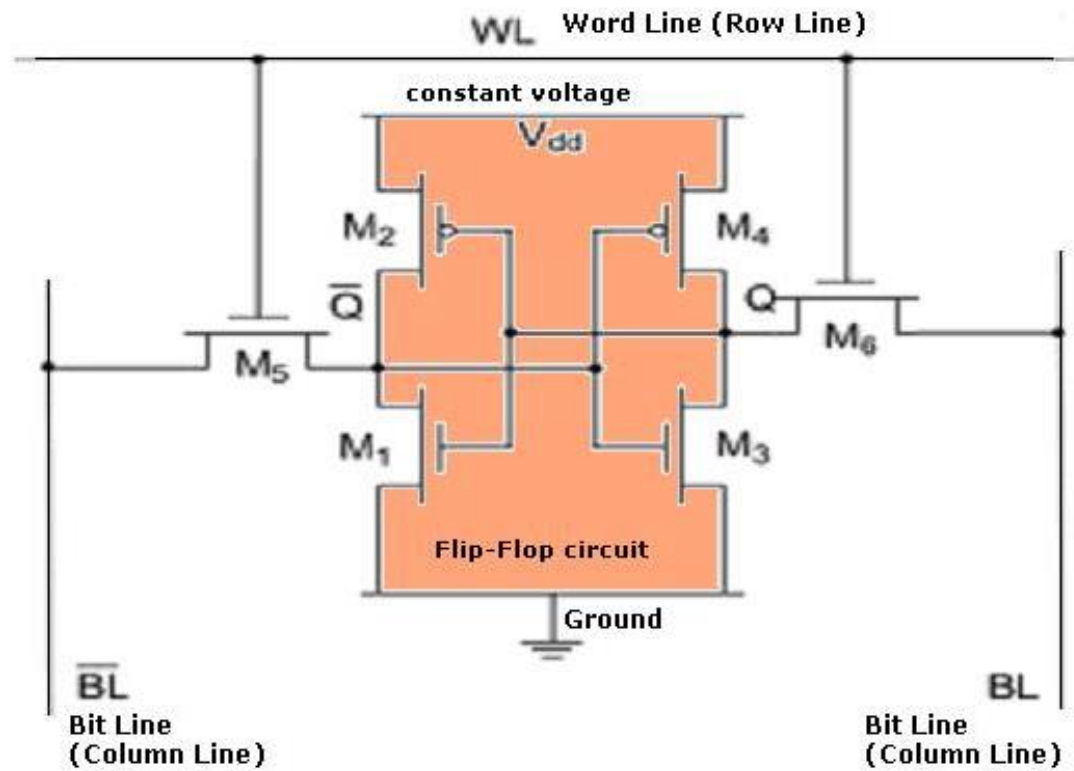 WL Word Line (Row Line)
constant voltage
V_dd
M₂
M₄
Q̅
Q
M₅
M₆
M₁
M₃
Flip-Flop circuit
Ground
B̅L̅
BL
Bit Line
(Column Line)
Bit Line
(Column Line)